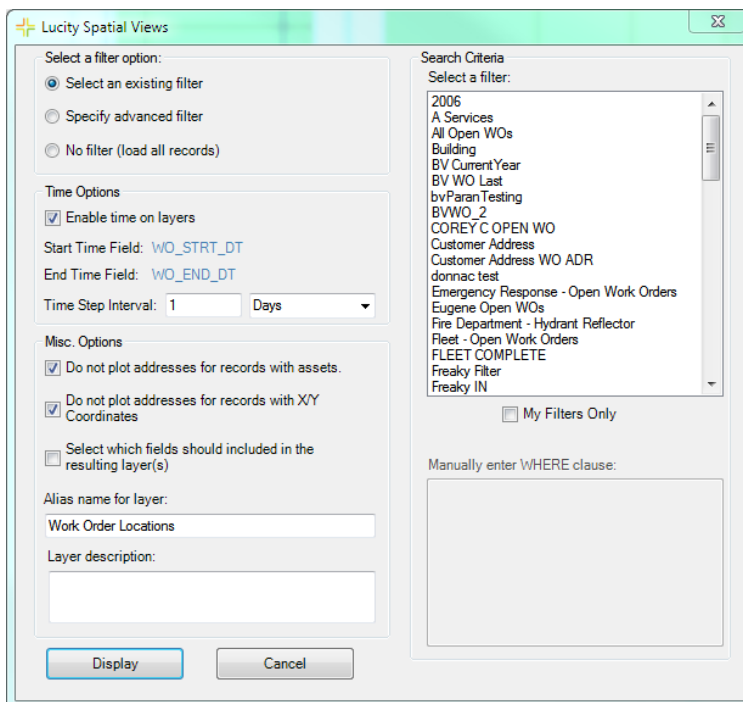 Lucity Spatial Views
Select a filter option:
Select an existing filter
Specify advanced filter
No filter (load all records)
Time Options
Enable time on layers
Start Time Field: WO_STRT_DT
End Time Field: WO_END_DT
Time Step Interval: 1 Days
Misc. Options
Do not plot addresses for records with assets.
Do not plot addresses for records with X/Y
Coordinates
Select which fields should included in the
resulting layer(s)
Alias name for layer:
Work Order Locations
Layer description:
Display Cancel
Search Criteria
Select a filter:
2006
A Services
All Open WOs
Building
BV CurrentYear
BV WO Last
bvParanTesting
BVWO_2
COREY C OPEN WO
Customer Address
Customer Address WO ADR
donnac test
Emergency Response - Open Work Orders
Eugene Open WOs
Fire Department - Hydrant Reflector
Fleet - Open Work Orders
FLEET COMPLETE
Freaky Filter
Freaky IN
My Filters Only
Manually enter WHERE clause: